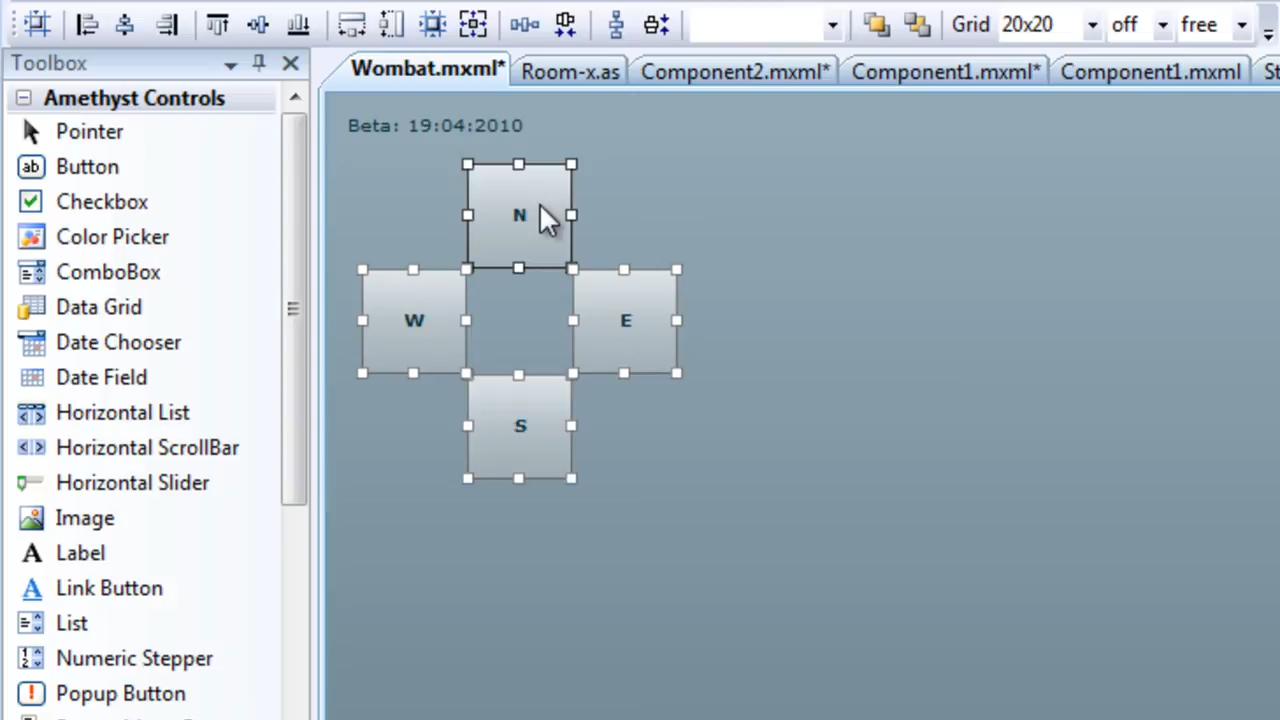 Grid 20x20 off free
Toolbox
Wombat.mxml* Room-x.as Component2.mxml* Component1.mxml* Component1.mxml St
Amethyst Controls
Beta: 19:04:2010
Pointer
Button
Checkbox
Color Picker
ComboBox
Data Grid
Date Chooser
Date Field
Horizontal List
Horizontal ScrollBar
Horizontal Slider
Image
Label
Link Button
List
Numeric Stepper
Popup Button
N
W E
S